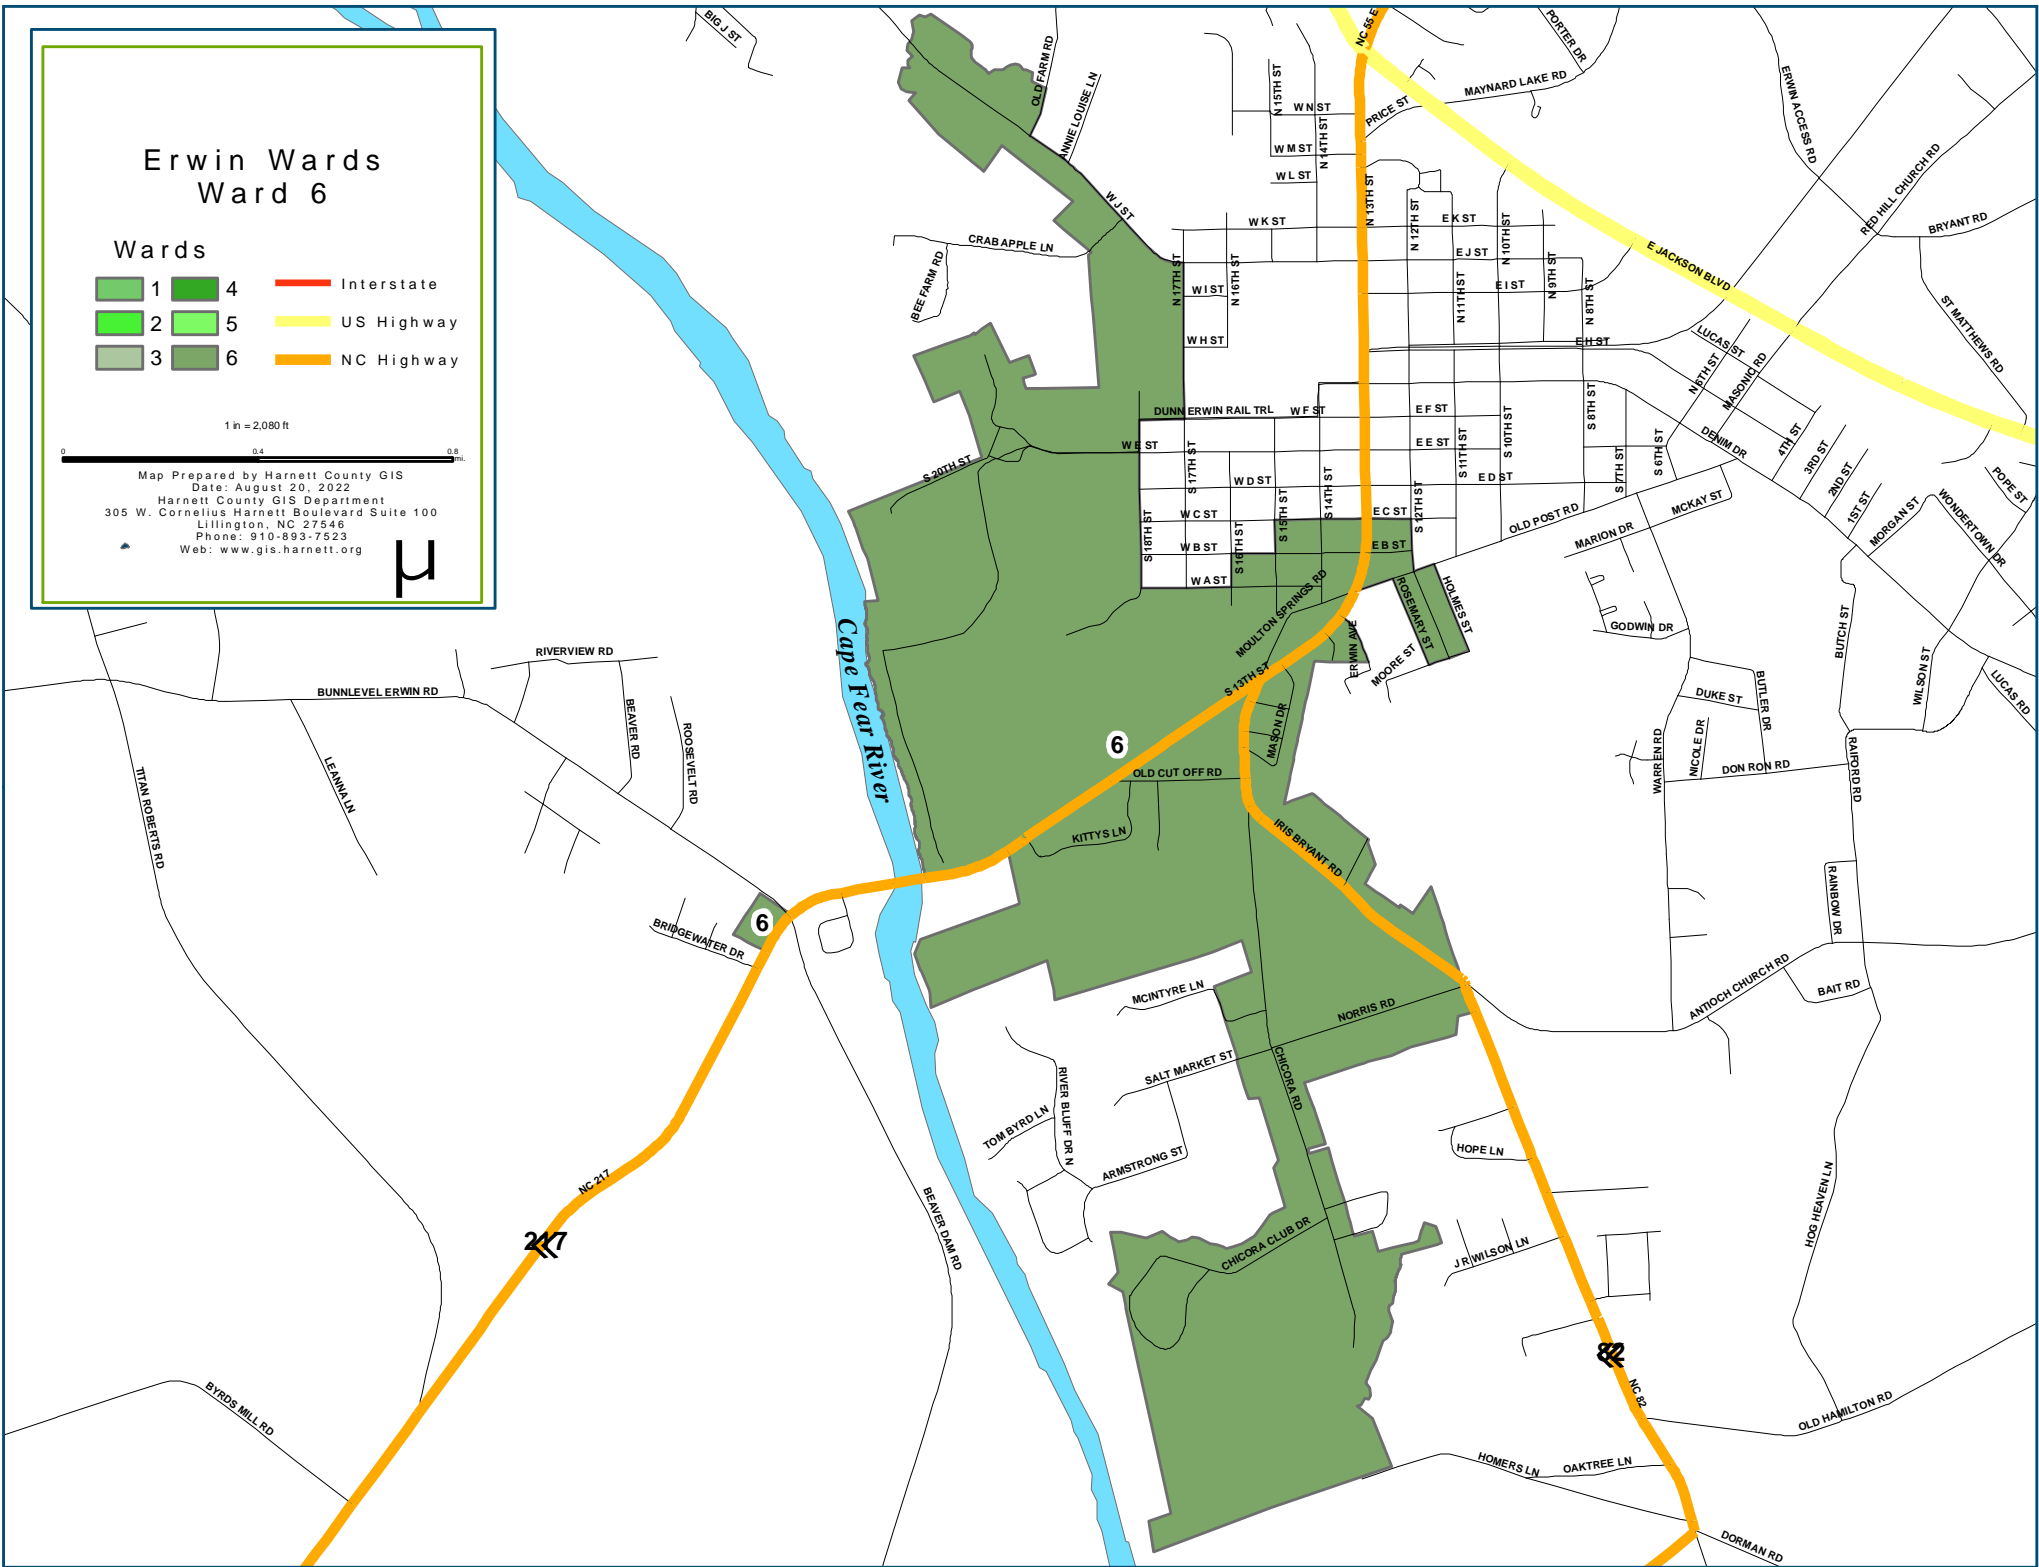 Erwin Wards
Ward 6
Wards
1
4
2
5
3
6
Interstate
US Highway
NC Highway
1 in = 2,080 ft
0
0.4
0.8
mi.
Map Prepared by Harnett County GIS
Date: August 20, 2022
Harnett County GIS Department
305 W. Cornelius Harnett Boulevard Suite 100
Lillington, NC 27546
Phone: 910-893-7523
Web: www.gis.harnett.org
µ
BIG J ST
OLD FARM RD
ANNIE LOUISE LN
N 15TH ST
W N ST
N 14TH ST
W M ST
W L ST
NC 55 E
PRICE ST
MAYNARD LAKE RD
PORTER DR
ERWIN ACCESS RD
RED HILL CHURCH RD
BRYANT RD
ST MATTHEWS RD
E JACKSON BLVD
W J ST
CRAB APPLE LN
BEE FARM RD
W K ST
N 13TH ST
N 12TH ST
E K ST
N 10TH ST
E J ST
N 9TH ST
N 17TH ST
N 16TH ST
W I ST
E I ST
N 11TH ST
N 8TH ST
W H ST
E H ST
LUCAS ST
N 6TH ST
MASONIC RD
DUNN ERWIN RAIL TRL
W F ST
E F ST
S 10TH ST
S 8TH ST
DENIM DR
4TH ST
3RD ST
2ND ST
1ST ST
W E ST
E E ST
S 11TH ST
S 7TH ST
S 6TH ST
S 20TH ST
S 17TH ST
W D ST
S 14TH ST
E D ST
S 15TH ST
S 12TH ST
W C ST
E C ST
OLD POST RD
MCKAY ST
MARION DR
MORGAN ST
WONDERTOWN DR
POPE ST
S 18TH ST
W B ST
S 16TH ST
E B ST
W A ST
MOULTON SPRINGS RD
ROSEMARY ST
HOLMES ST
ERWIN AVE
MOORE ST
S 13TH ST
GODWIN DR
BUTCH ST
WILSON ST
LUCAS RD
DUKE ST
BUTLER DR
NICOLE DR
WARREN RD
DON RON RD
RAIFORD RD
Cape Fear River
RIVERVIEW RD
BUNNLEVEL ERWIN RD
BEAVER RD
ROOSEVELT RD
LEANNA LN
TITAN ROBERTS RD
6
MASON DR
OLD CUT OFF RD
KITTYS LN
IRIS BRYANT RD
6
BRIDGEWATER DR
RAINBOW DR
ANTIOCH CHURCH RD
BAIT RD
MCINTYRE LN
NORRIS RD
SALT MARKET ST
CHICORA RD
RIVER BLUFF DR N
TOM BYRD LN
ARMSTRONG ST
HOPE LN
HOG HEAVEN LN
NC 217
217
BEAVER DAM RD
CHICORA CLUB DR
J R WILSON LN
82
NC 82
BYRDS MILL RD
OLD HAMILTON RD
HOMERS LN
OAKTREE LN
DORMAN RD